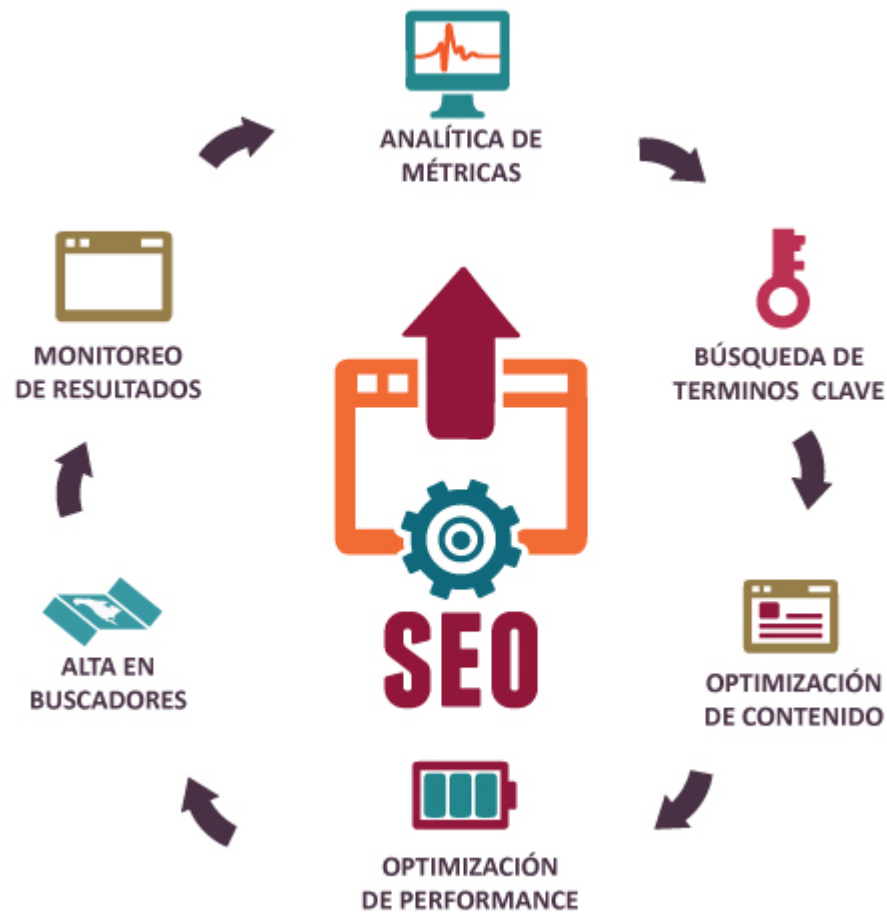 ANALÍTICA DE
MÉTRICAS
BÚSQUEDA DE
TERMINOS CLAVE
OPTIMIZACIÓN
DE CONTENIDO
OPTIMIZACIÓN
DE PERFORMANCE
ALTA EN
BUSCADORES
MONITOREO
DE RESULTADOS
SEO